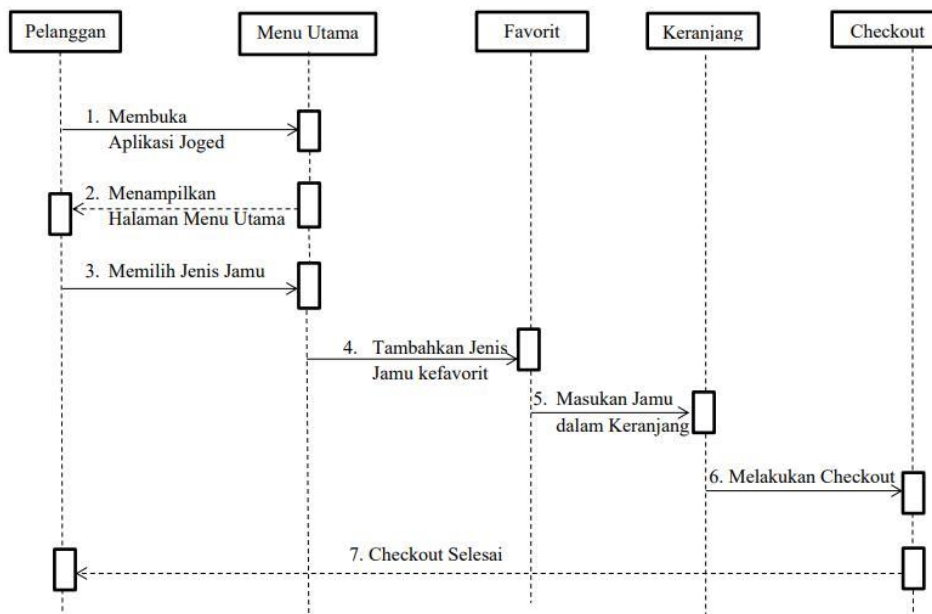 Pelanggan
Menu Utama
Favorit
Keranjang
Checkout
1. Membuka
Aplikasi Joged
2. Menampilkan
Halaman Menu Utama
3. Memilih Jenis Jamu
4. Tambahkan Jenis
Jamu kefavorit
5. Masukan Jamu
dalam Keranjang
6. Melakukan Checkout
7. Checkout Selesai